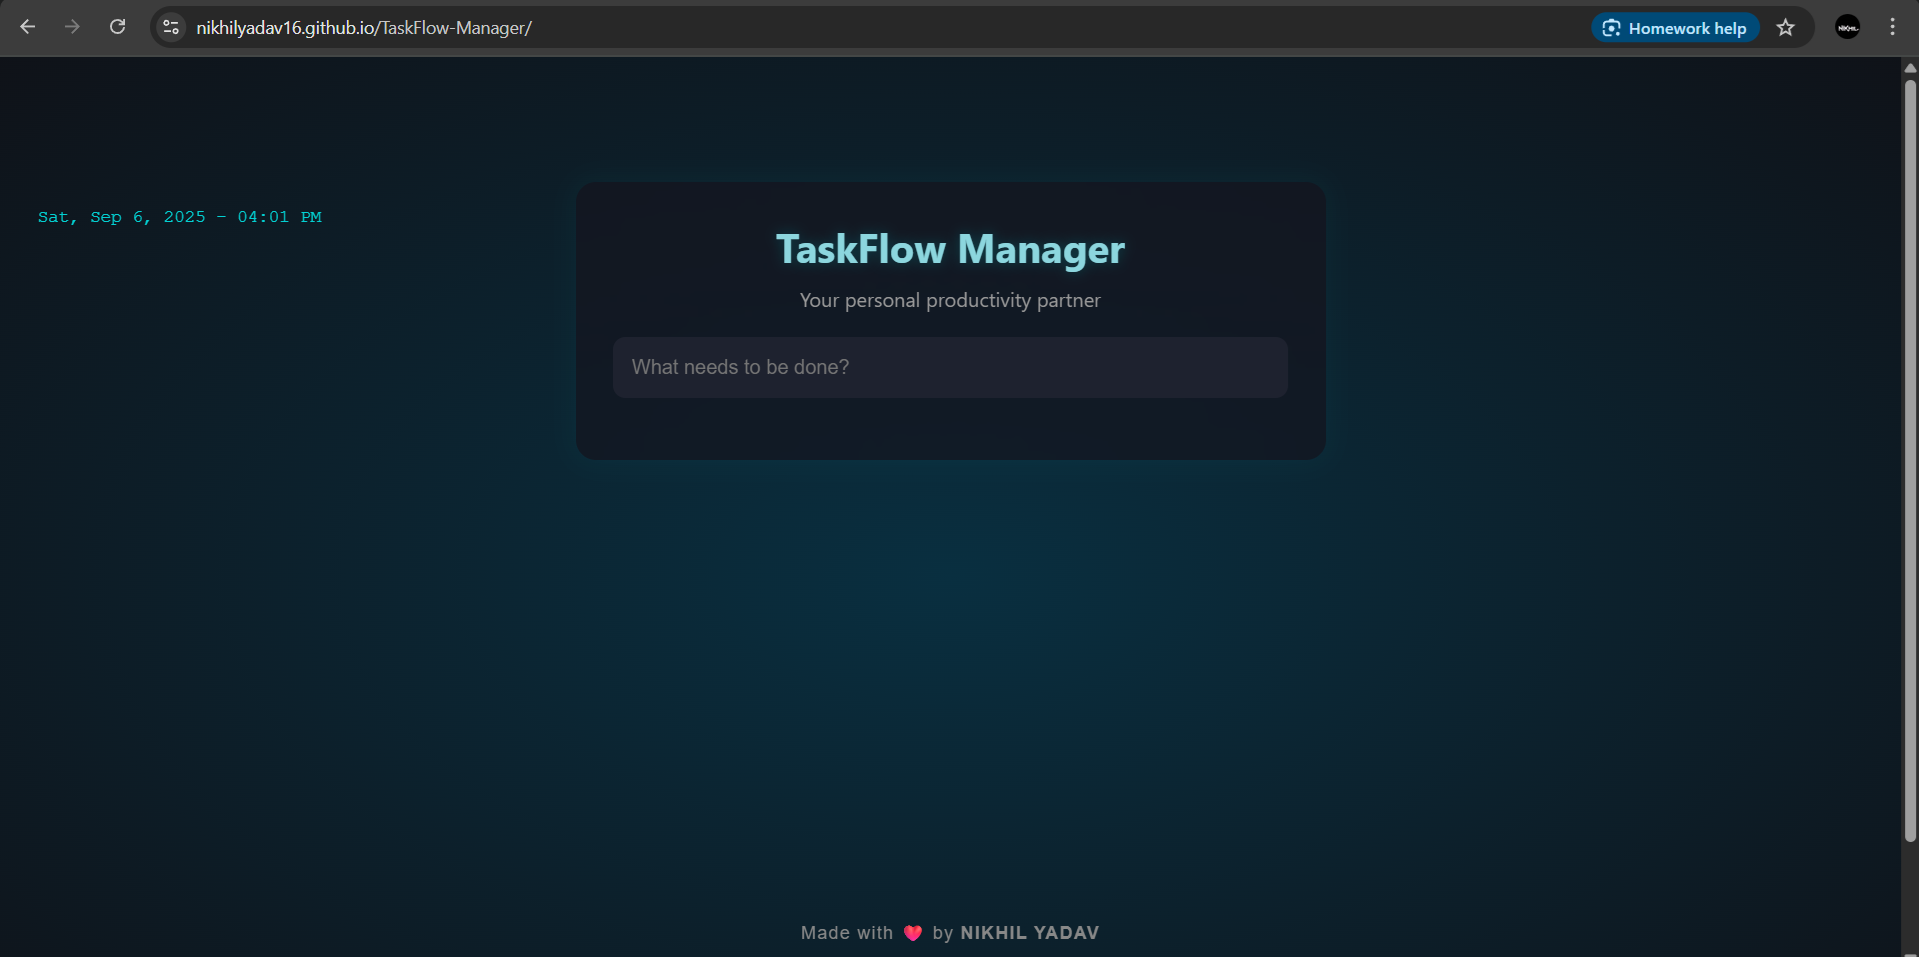 nikhilyadav16.github.io/TaskFlow-Manager/
Homework help
NIKHIL
Sat, Sep 6, 2025 - 04:01 PM
TaskFlow Manager
Your personal productivity partner
What needs to be done?
Made with ❤️ by NIKHIL YADAV